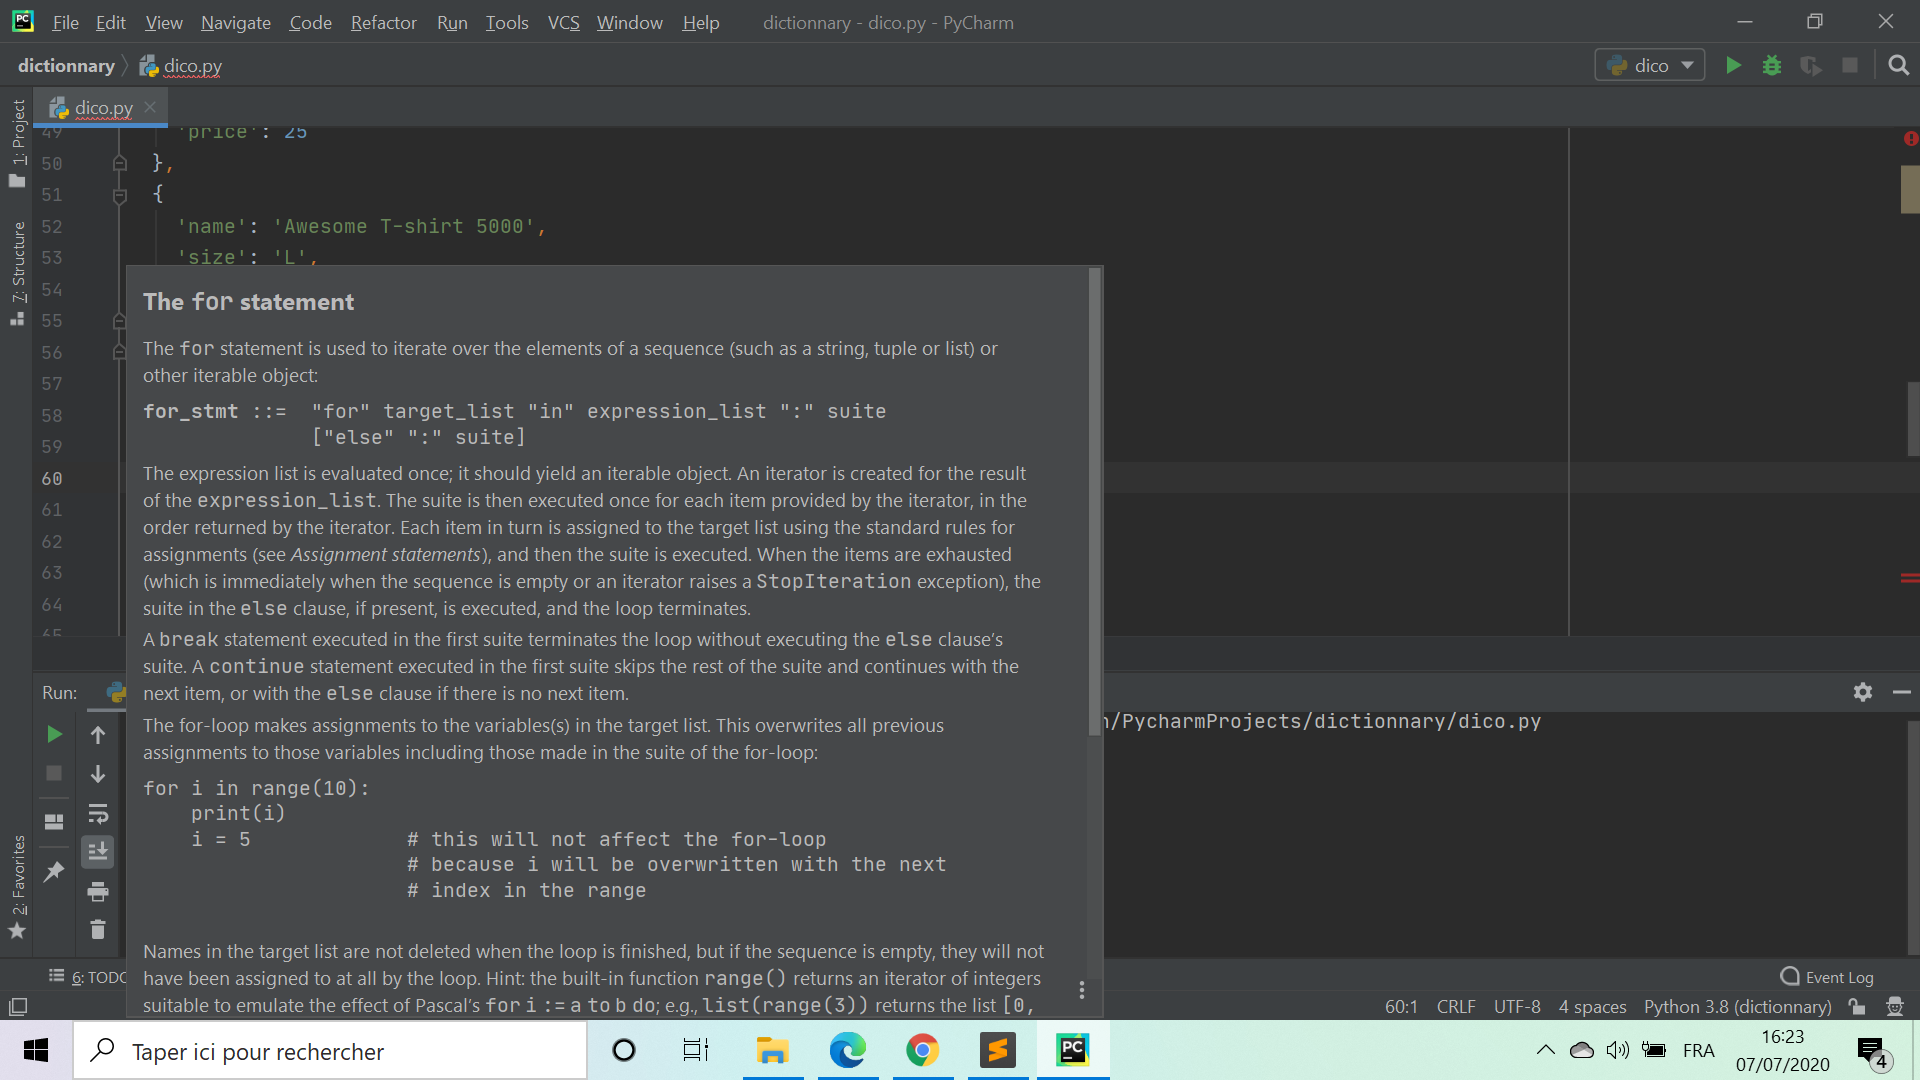 PC File Edit View Navigate Code Refactor Run Tools VCS Window Help dictionnary - dico.py - PyCharm
dictionnary dico.py dico
dico.py
1: Project
7: Structure
2: Favorites
49 'price': 25
50 },
51 {
52 'name': 'Awesome T-shirt 5000',
53 'size': 'L',
54
55
56
57
58
59
60
61
62
63
64
65
The for statement
The for statement is used to iterate over the elements of a sequence (such as a string, tuple or list) or
other iterable object:
for_stmt ::= "for" target_list "in" expression_list ":" suite
["else" ":" suite]
The expression list is evaluated once; it should yield an iterable object. An iterator is created for the result
of the expression_list. The suite is then executed once for each item provided by the iterator, in the
order returned by the iterator. Each item in turn is assigned to the target list using the standard rules for
assignments (see Assignment statements), and then the suite is executed. When the items are exhausted
(which is immediately when the sequence is empty or an iterator raises a StopIteration exception), the
suite in the else clause, if present, is executed, and the loop terminates.
A break statement executed in the first suite terminates the loop without executing the else clause's
suite. A continue statement executed in the first suite skips the rest of the suite and continues with the
next item, or with the else clause if there is no next item.
The for-loop makes assignments to the variables(s) in the target list. This overwrites all previous
assignments to those variables including those made in the suite of the for-loop:
for i in range(10):
print(i)
i = 5 # this will not affect the for-loop
# because i will be overwritten with the next
# index in the range
Names in the target list are not deleted when the loop is finished, but if the sequence is empty, they will not
have been assigned to at all by the loop. Hint: the built-in function range() returns an iterator of integers
suitable to emulate the effect of Pascal's for i := a to b do; e.g., list(range(3)) returns the list [0,
Run:
/PycharmProjects/dictionnary/dico.py
6: TODO
Event Log
60:1 CRLF UTF-8 4 spaces Python 3.8 (dictionnary)
Taper ici pour rechercher
PC
FRA
16:23
07/07/2020
4